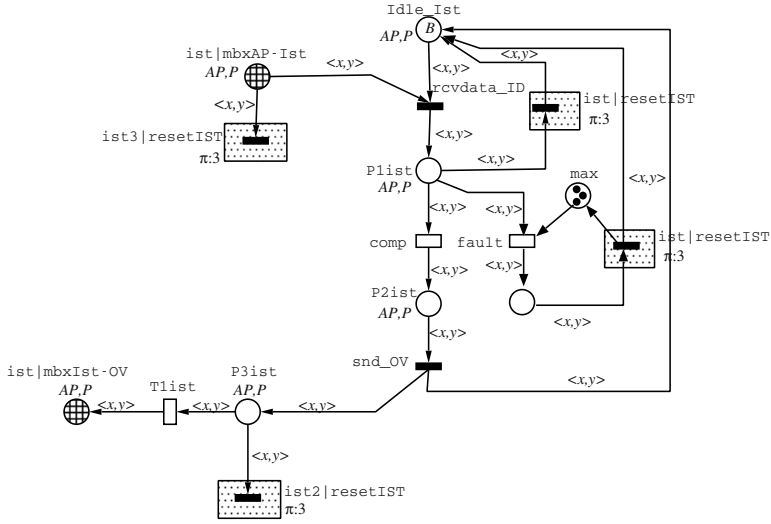 Idle_Ist
AP,P
B
ist|mbxAP-Ist
AP,P
<x,y>
<x,y>
<x,y>
<x,y>
rcvdata_ID
ist|resetIST
π:3
<x,y>
ist3|resetIST
π:3
<x,y>
P1ist
AP,P
<x,y>
max
<x,y>
<x,y>
<x,y>
comp
fault
ist|resetIST
π:3
<x,y>
<x,y>
P2ist
AP,P
<x,y>
<x,y>
snd_OV
ist|mbxIst-OV
AP,P
T1ist
P3ist
AP,P
<x,y>
<x,y>
<x,y>
<x,y>
<x,y>
ist2|resetIST
π:3